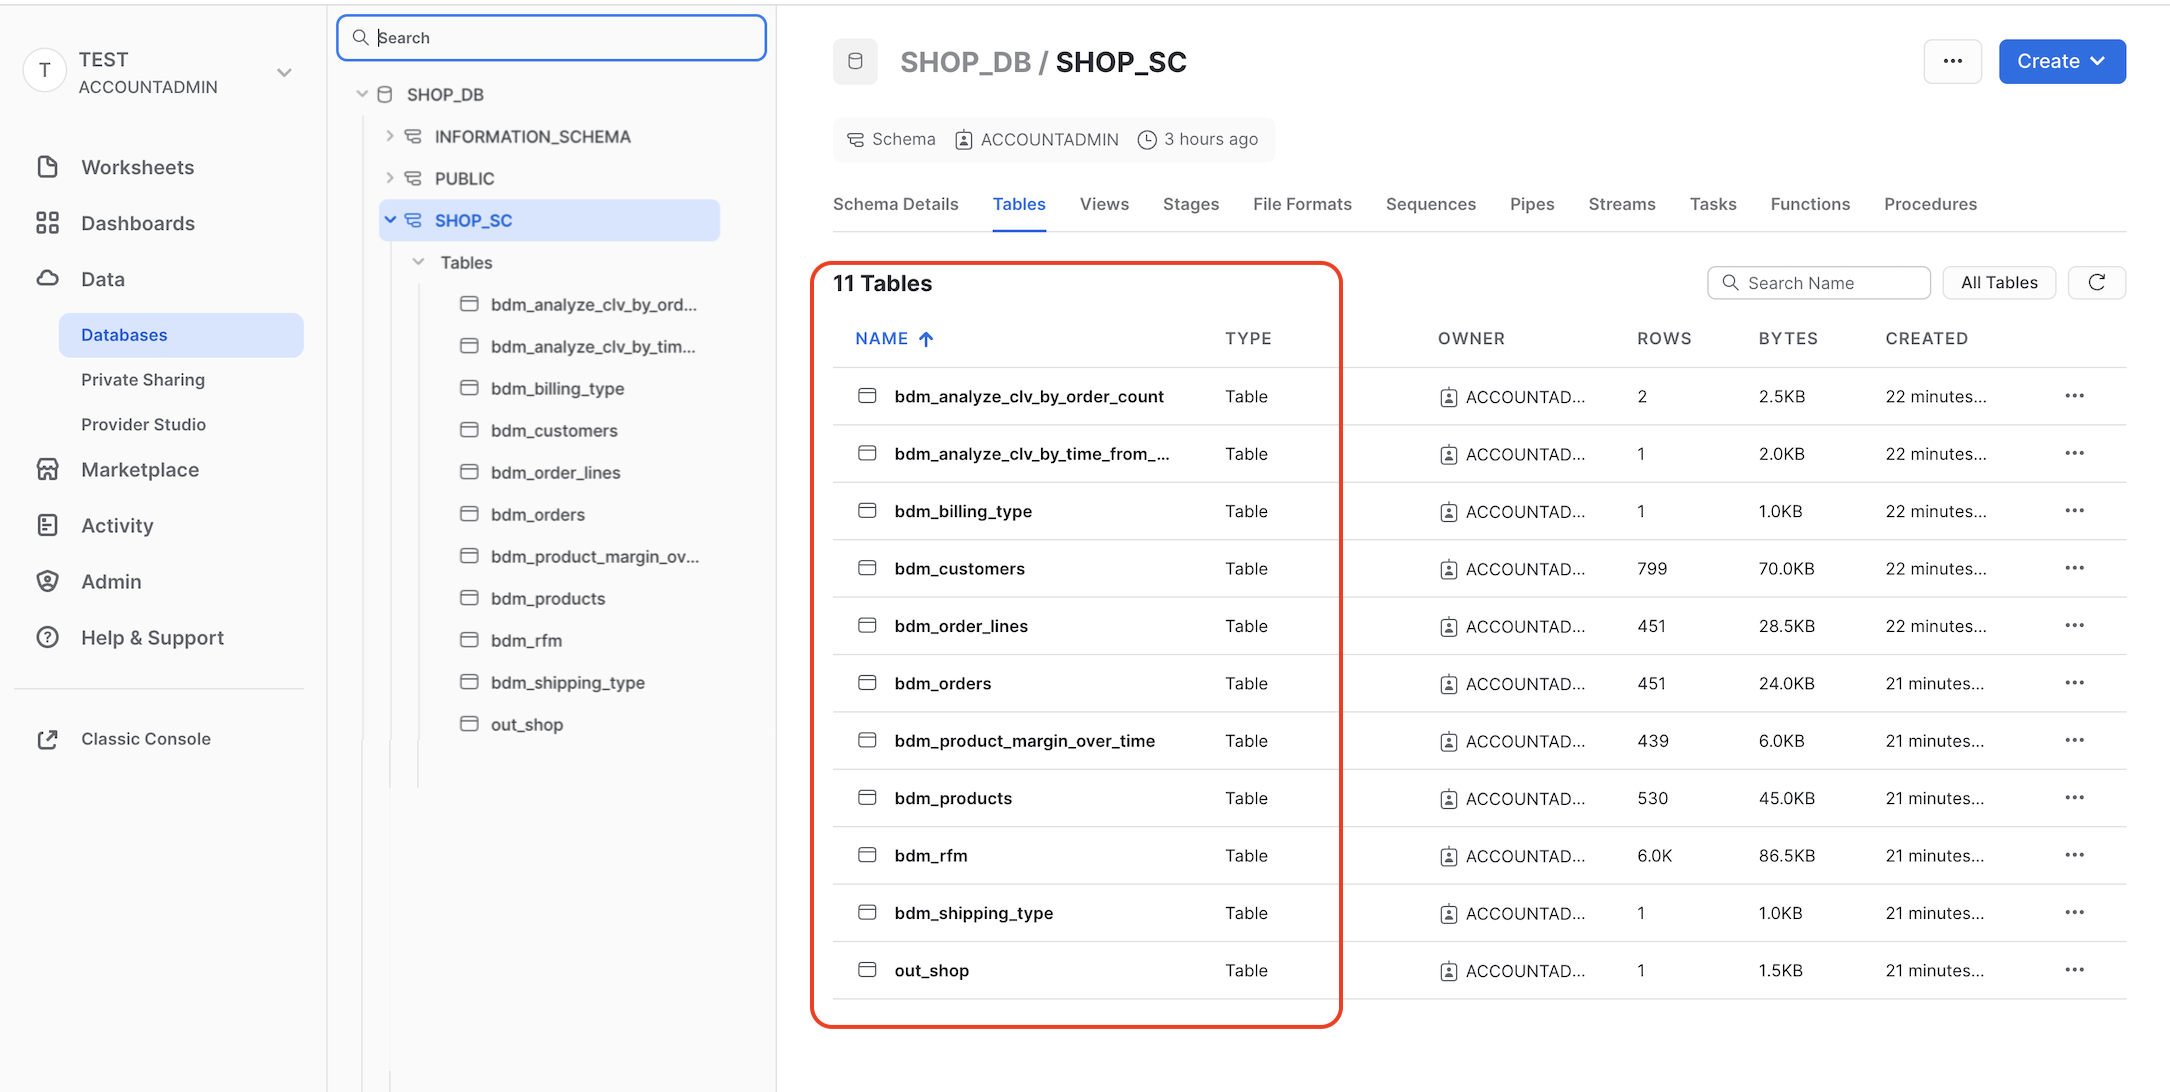 T
TEST
ACCOUNTADMIN
Worksheets
Dashboards
Data
Databases
Private Sharing
Provider Studio
Marketplace
Activity
Admin
Help & Support
Classic Console
Search
SHOP_DB
INFORMATION_SCHEMA
PUBLIC
SHOP_SC
Tables
bdm_analyze_clv_by_ord...
bdm_analyze_clv_by_tim...
bdm_billing_type
bdm_customers
bdm_order_lines
bdm_orders
bdm_product_margin_ov...
bdm_products
bdm_rfm
bdm_shipping_type
out_shop
SHOP_DB / SHOP_SC
Create
Schema ACCOUNTADMIN 3 hours ago
Schema Details Tables Views Stages File Formats Sequences Pipes Streams Tasks Functions Procedures
11 Tables
Search Name All Tables
NAME TYPE OWNER ROWS BYTES CREATED
bdm_analyze_clv_by_order_count Table ACCOUNTAD... 2 2.5KB 22 minutes...
bdm_analyze_clv_by_time_from_... Table ACCOUNTAD... 1 2.0KB 22 minutes...
bdm_billing_type Table ACCOUNTAD... 1 1.0KB 22 minutes...
bdm_customers Table ACCOUNTAD... 799 70.0KB 22 minutes...
bdm_order_lines Table ACCOUNTAD... 451 28.5KB 22 minutes...
bdm_orders Table ACCOUNTAD... 451 24.0KB 21 minutes...
bdm_product_margin_over_time Table ACCOUNTAD... 439 6.0KB 21 minutes...
bdm_products Table ACCOUNTAD... 530 45.0KB 21 minutes...
bdm_rfm Table ACCOUNTAD... 6.0K 86.5KB 21 minutes...
bdm_shipping_type Table ACCOUNTAD... 1 1.0KB 21 minutes...
out_shop Table ACCOUNTAD... 1 1.5KB 21 minutes...